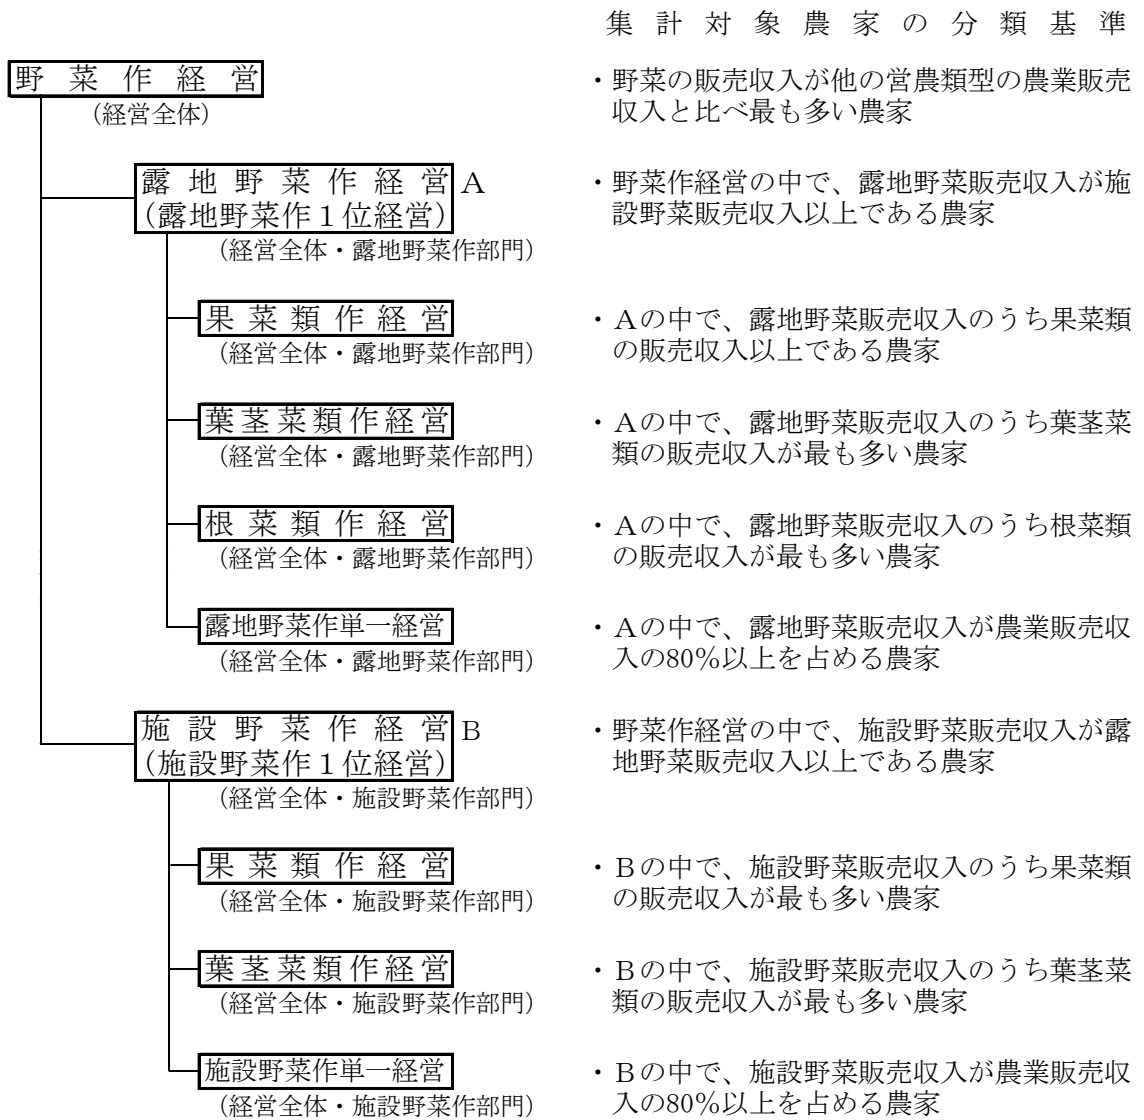 集計対象農家の分類基準
野菜作経営
(経営全体)
・野菜の販売収入が他の営農類型の農業販売
収入と比べ最も多い農家
露地野菜作経営 A
(露地野菜作1位経営)
(経営全体・露地野菜作部門)
・野菜作経営の中で、露地野菜販売収入が施
設野菜販売収入以上である農家
果菜類作経営
(経営全体・露地野菜作部門)
・Aの中で、露地野菜販売収入のうち果菜類
の販売収入以上である農家
葉茎菜類作経営
(経営全体・露地野菜作部門)
・Aの中で、露地野菜販売収入のうち葉茎菜
類の販売収入が最も多い農家
根菜類作経営
(経営全体・露地野菜作部門)
・Aの中で、露地野菜販売収入のうち根菜類
の販売収入が最も多い農家
露地野菜作単一経営
(経営全体・露地野菜作部門)
・Aの中で、露地野菜販売収入が農業販売収
入の80%以上を占める農家
施設野菜作経営 B
(施設野菜作1位経営)
(経営全体・施設野菜作部門)
・野菜作経営の中で、施設野菜販売収入が露
地野菜販売収入以上である農家
果菜類作経営
(経営全体・施設野菜作部門)
・Bの中で、施設野菜販売収入のうち果菜類
の販売収入が最も多い農家
葉茎菜類作経営
(経営全体・施設野菜作部門)
・Bの中で、施設野菜販売収入のうち葉茎菜
類の販売収入が最も多い農家
施設野菜作単一経営
(経営全体・施設野菜作部門)
・Bの中で、施設野菜販売収入が農業販売収
入の80%以上を占める農家